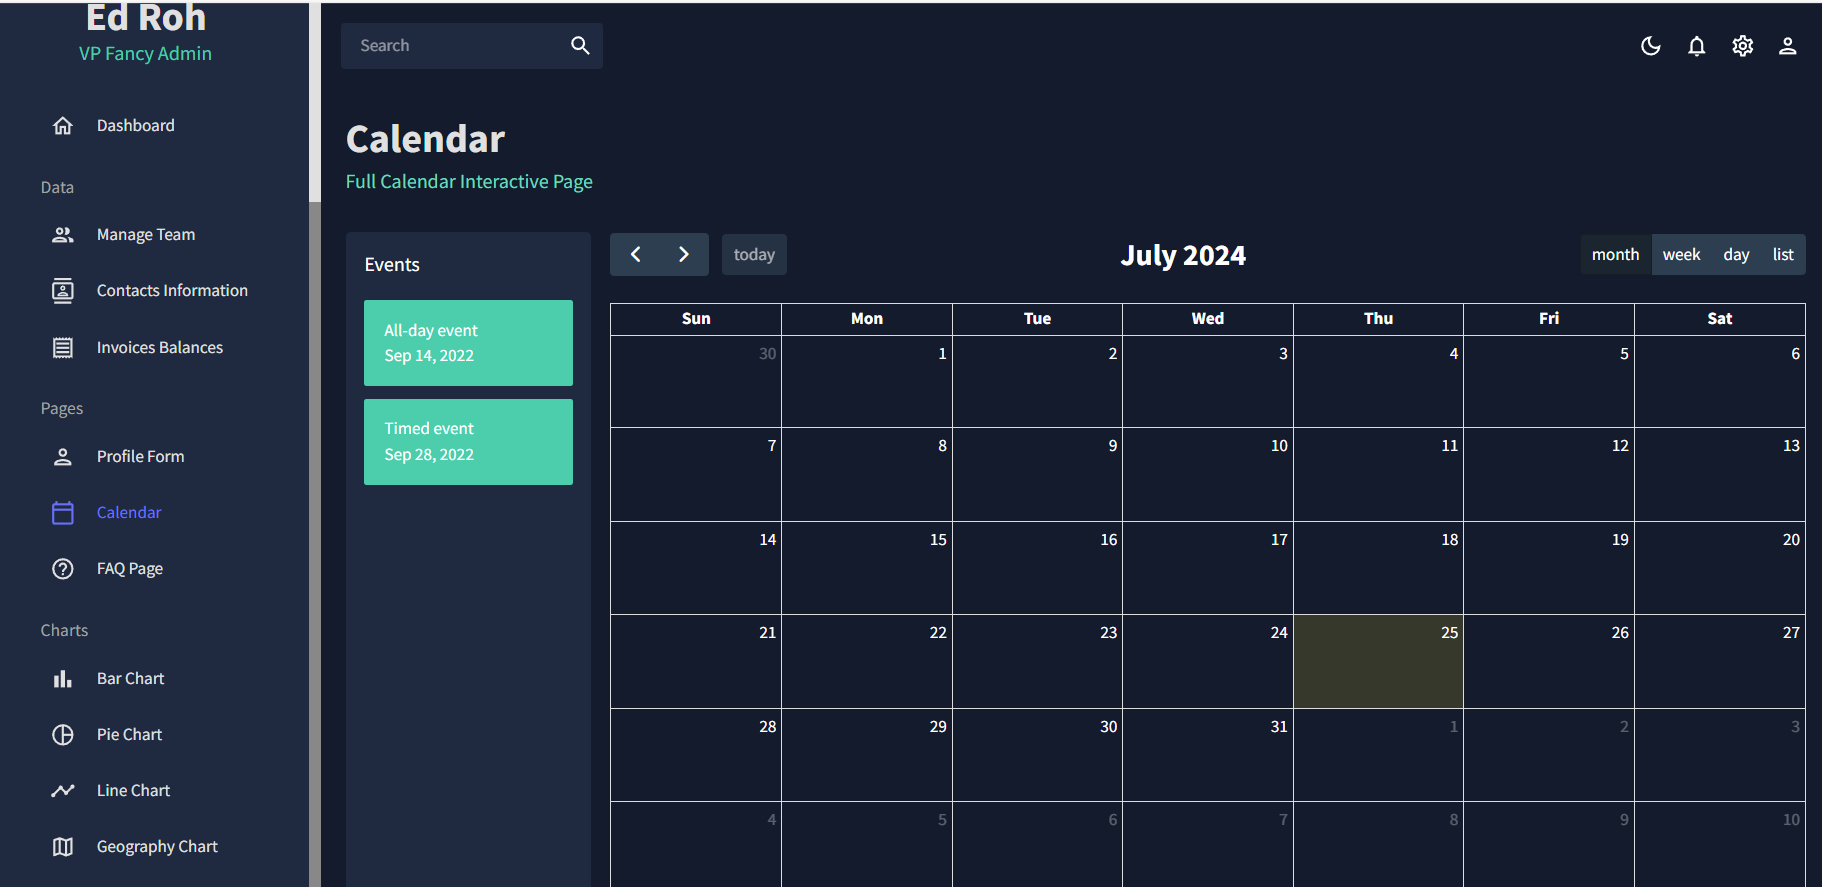 Ed Roh
VP Fancy Admin
Dashboard
Data
Manage Team
Contacts Information
Invoices Balances
Pages
Profile Form
Calendar
FAQ Page
Charts
Bar Chart
Pie Chart
Line Chart
Geography Chart
Search
Calendar
Full Calendar Interactive Page
Events
All-day event
Sep 14, 2022
Timed event
Sep 28, 2022
today
July 2024
month week day list
Sun Mon Tue Wed Thu Fri Sat
30 1 2 3 4 5 6
7 8 9 10 11 12 13
14 15 16 17 18 19 20
21 22 23 24 25 26 27
28 29 30 31 1 2 3
4 5 6 7 8 9 10